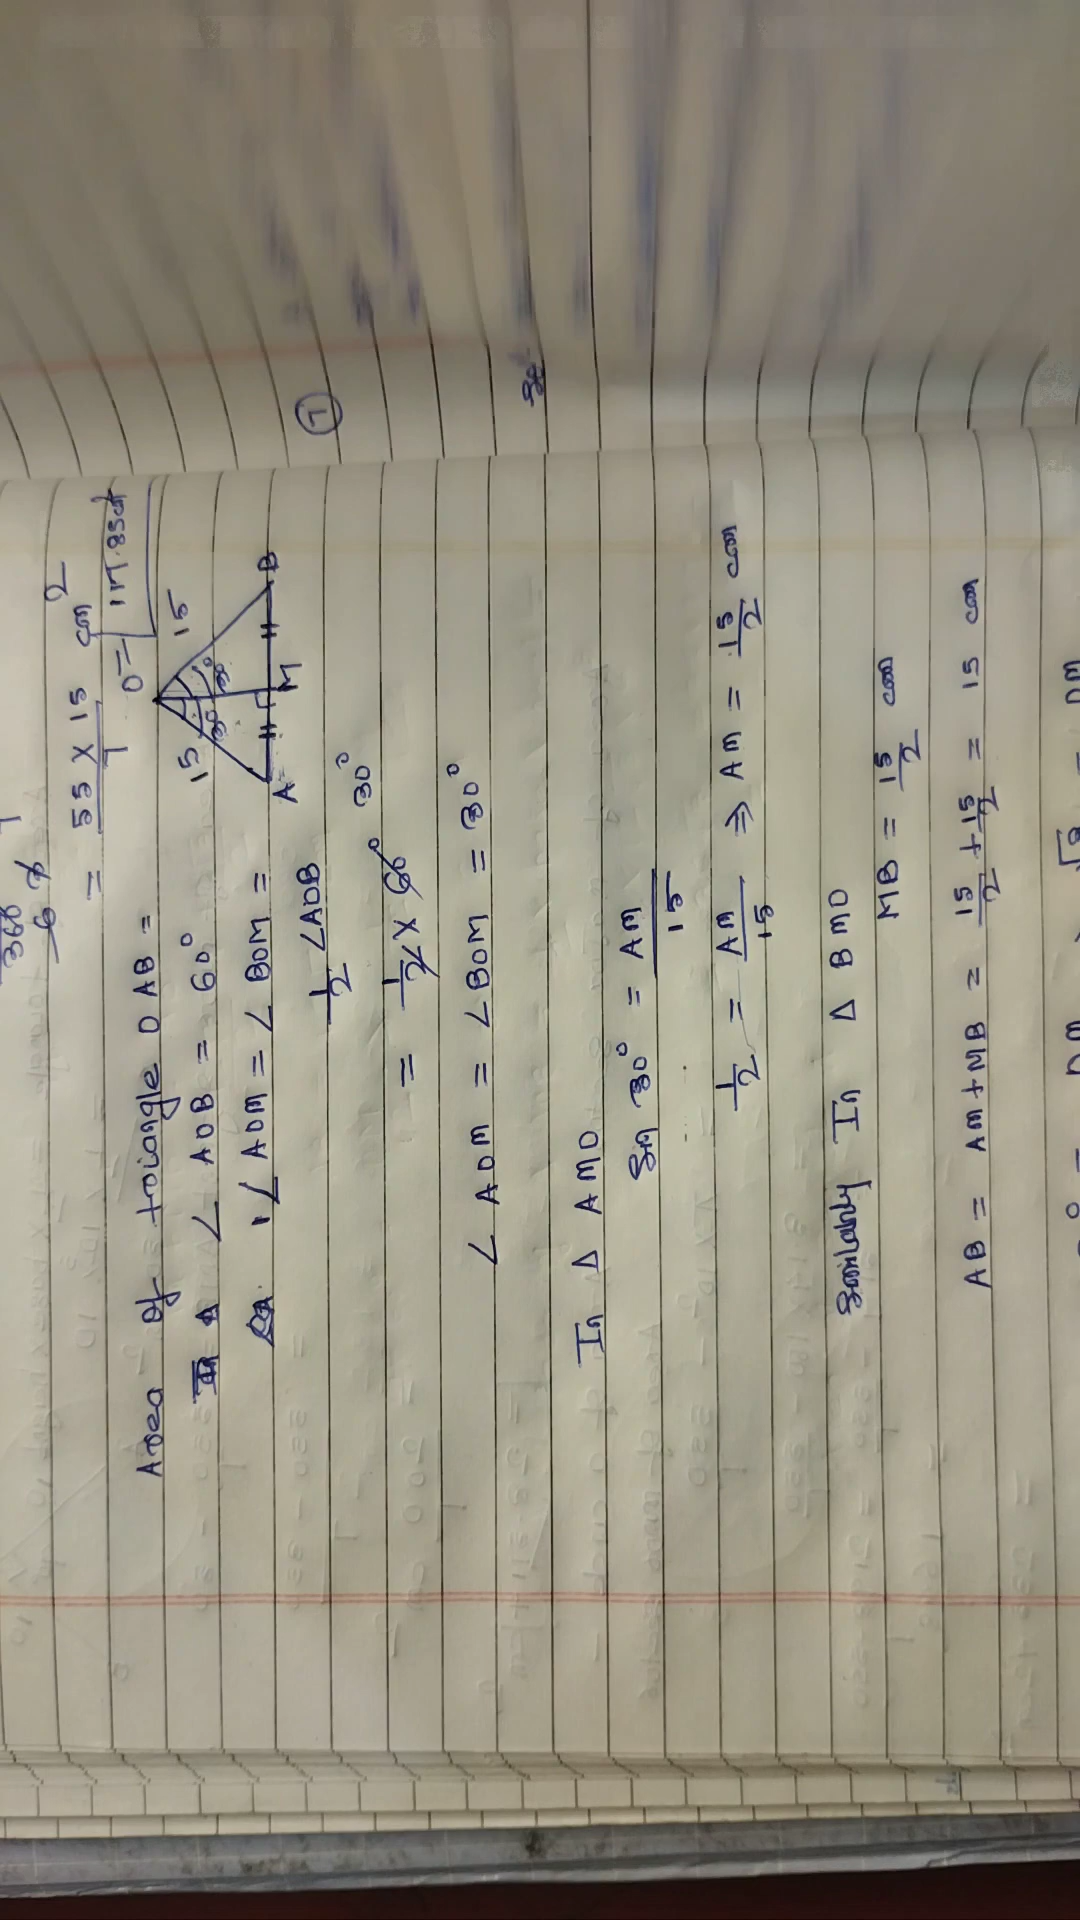 360
6
= 55 × 15 / 7 cm²
117.85cm²
Area of triangle OAB =
∠ AOB = 60°
, ∠ AOM = ∠ BOM =
1/2 ∠AOB
= 1/2 × 60° 30°
∠ AOM = ∠BOM = 30°
O
15 15
30° 30°
A M B
7
In Δ AMO
Sin 30° = AM / 15
1/2 = AM / 15 ⇒ AM = 15/2 cm
Similarly In Δ BMO
MB = 15/2 cm
AB = AM + MB = 15/2 + 15/2 = 15 cm